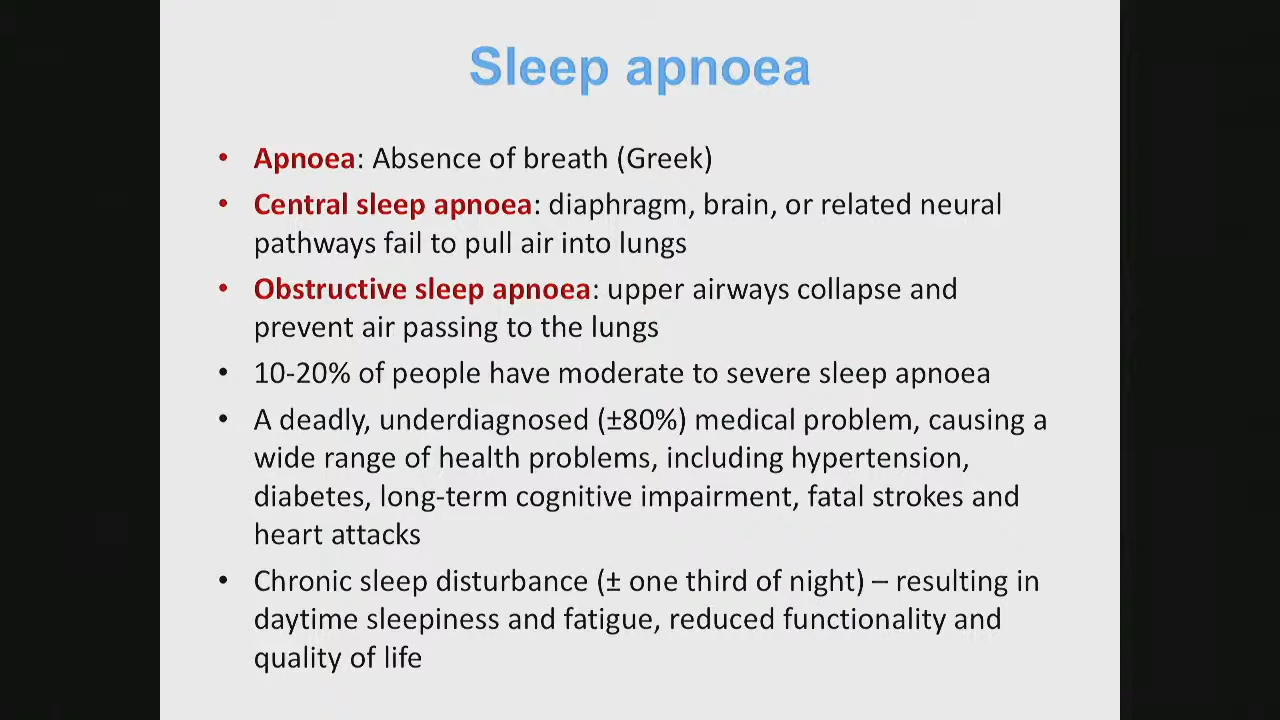 Sleep apnoea
• Apnoea: Absence of breath (Greek)
• Central sleep apnoea: diaphragm, brain, or related neural
pathways fail to pull air into lungs
• Obstructive sleep apnoea: upper airways collapse and
prevent air passing to the lungs
• 10-20% of people have moderate to severe sleep apnoea
• A deadly, underdiagnosed (±80%) medical problem, causing a
wide range of health problems, including hypertension,
diabetes, long-term cognitive impairment, fatal strokes and
heart attacks
• Chronic sleep disturbance (± one third of night) – resulting in
daytime sleepiness and fatigue, reduced functionality and
quality of life